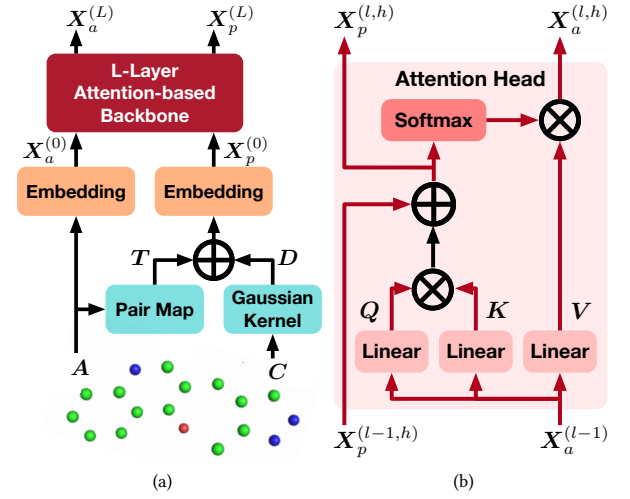 X_a^{(L)} X_p^{(L)}
L-Layer
Attention-based
Backbone
X_a^{(0)} X_p^{(0)}
Embedding Embedding
T D
Pair Map
Gaussian
Kernel
A C
(a)
X_p^{(l,h)} X_a^{(l,h)}
Attention Head
Softmax
Q K V
Linear Linear Linear
X_p^{(l-1,h)} X_a^{(l-1)}
(b)